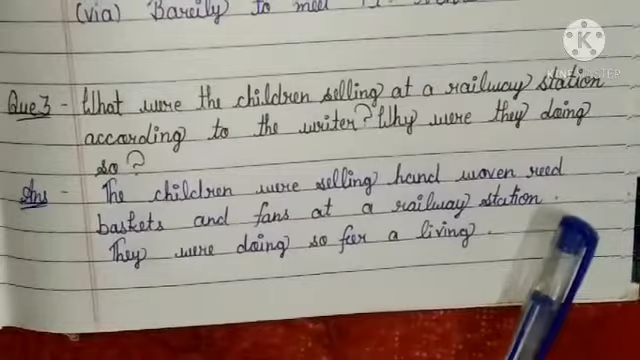 (via) Bareily to meet
Que3 - What were the children selling at a railway station
according to the writer? Why were they doing
so?
Ans - The children were selling hand woven reed
baskets and fans at a railway station.
They were doing so for a living.